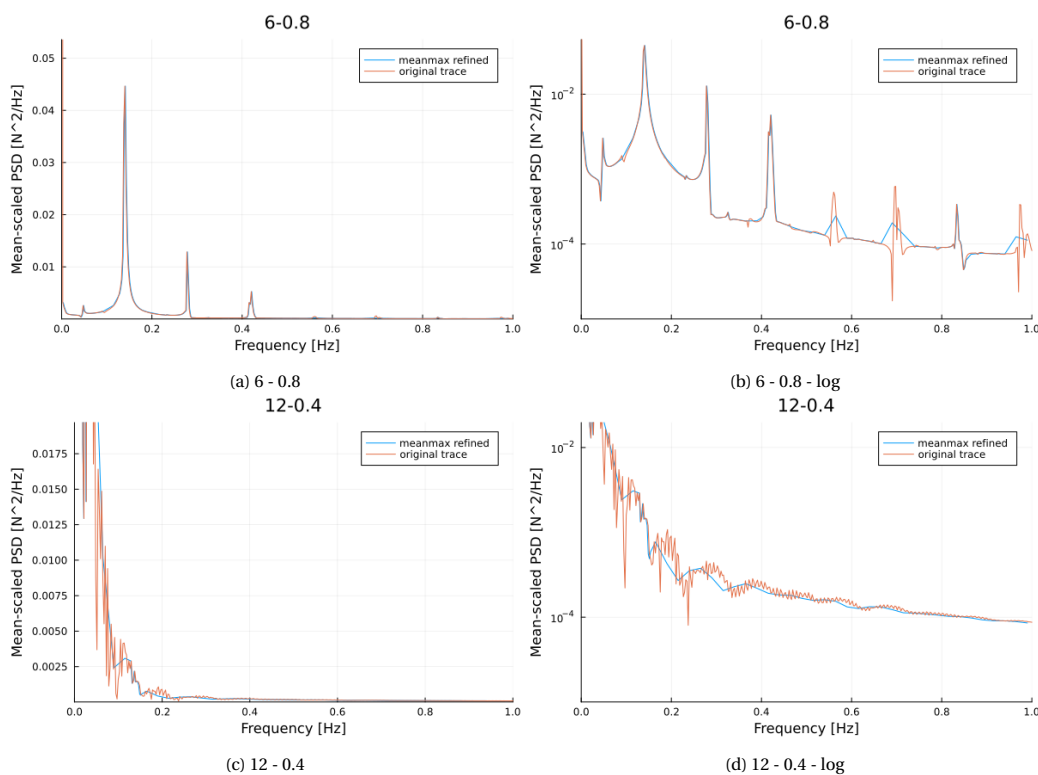 6-0.8
Mean-scaled PSD [N^2/Hz]
0.05
0.04
0.03
0.02
0.01
meanmax refined
original trace
0.0
0.2
0.4
0.6
0.8
1.0
Frequency [Hz]
(a) 6 - 0.8
6-0.8
Mean-scaled PSD [N^2/Hz]
10^-2
10^-4
meanmax refined
original trace
0.0
0.2
0.4
0.6
0.8
1.0
Frequency [Hz]
(b) 6 - 0.8 - log
12-0.4
Mean-scaled PSD [N^2/Hz]
0.0175
0.0150
0.0125
0.0100
0.0075
0.0050
0.0025
meanmax refined
original trace
0.0
0.2
0.4
0.6
0.8
1.0
Frequency [Hz]
(c) 12 - 0.4
12-0.4
Mean-scaled PSD [N^2/Hz]
10^-2
10^-4
meanmax refined
original trace
0.0
0.2
0.4
0.6
0.8
1.0
Frequency [Hz]
(d) 12 - 0.4 - log